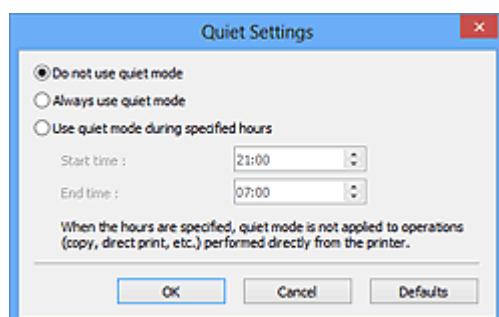 Quiet Settings
Do not use quiet mode
Always use quiet mode
Use quiet mode during specified hours
Start time : 21:00
End time : 07:00
When the hours are specified, quiet mode is not applied to operations
(copy, direct print, etc.) performed directly from the printer.
OK Cancel Defaults